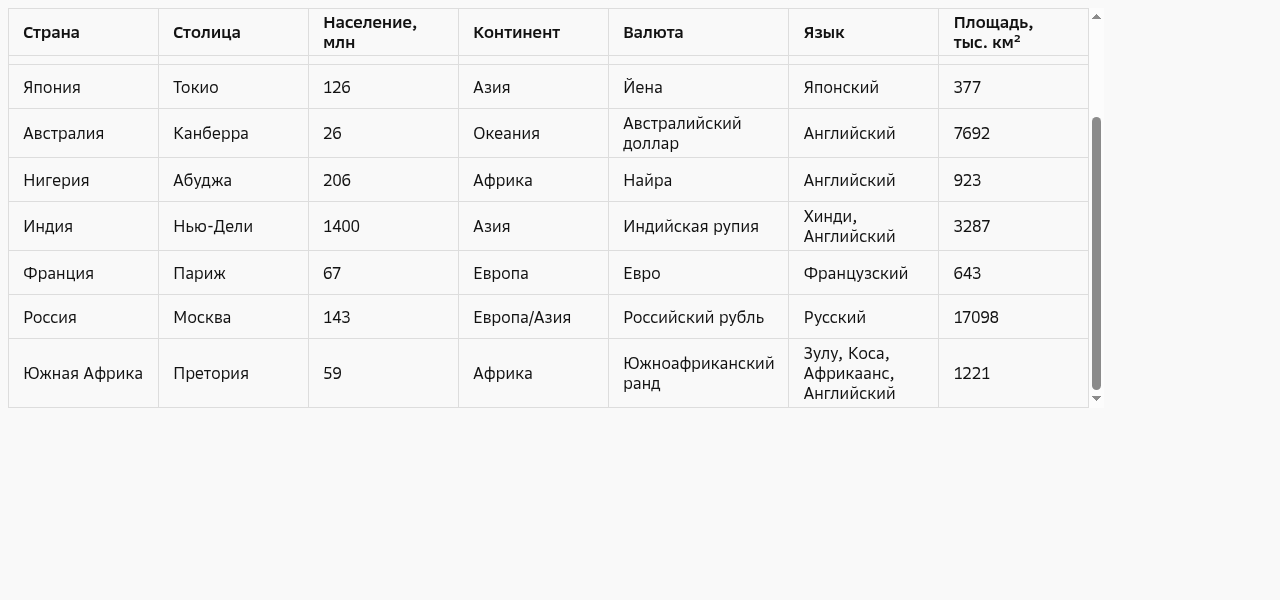 Страна Столица Население, млн Континент Валюта Язык Площадь, тыс. км²
Япония Токио 126 Азия Йена Японский 377
Австралия Канберра 26 Океания Австралийский доллар Английский 7692
Нигерия Абуджа 206 Африка Найра Английский 923
Индия Нью-Дели 1400 Азия Индийская рупия Хинди, Английский 3287
Франция Париж 67 Европа Евро Французский 643
Россия Москва 143 Европа/Азия Российский рубль Русский 17098
Южная Африка Претория 59 Африка Южноафриканский ранд Зулу, Коса, Африкаанс, Английский 1221